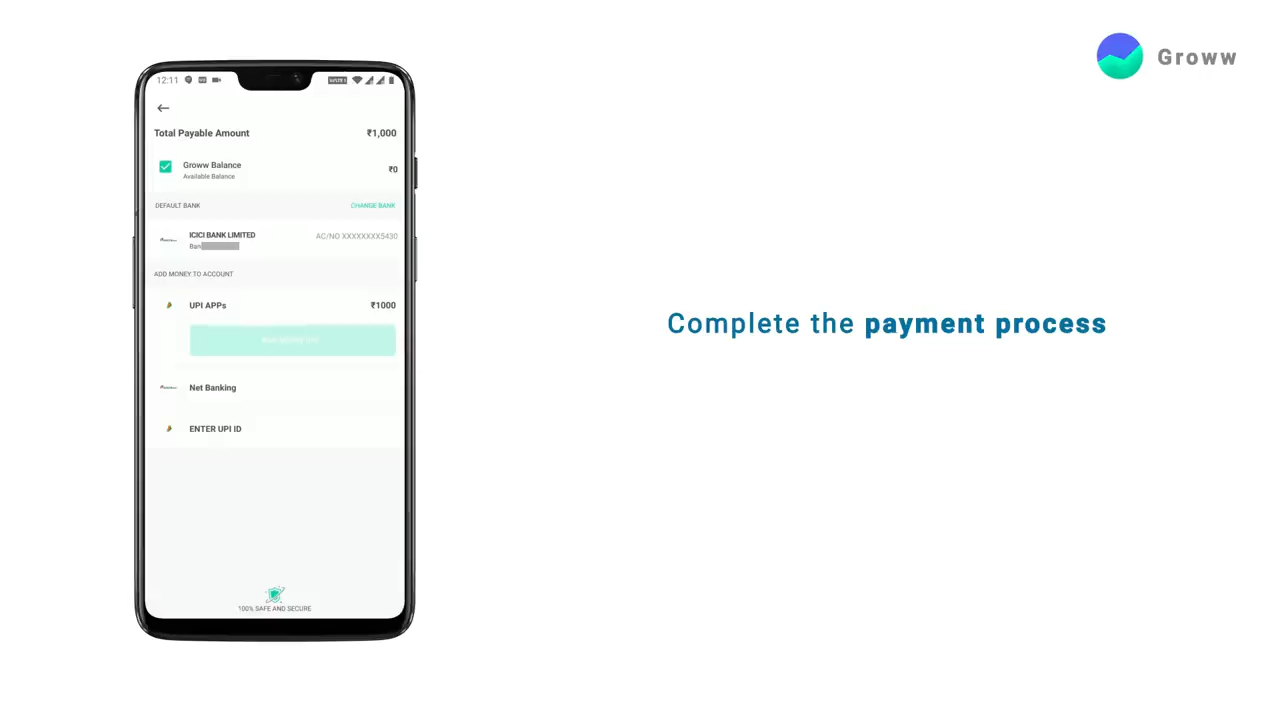 Groww
12:11
Total Payable Amount ₹1,000
Groww Balance ₹0
Available Balance
DEFAULT BANK CHANGE BANK
ICICI BANK LIMITED AC/NO XXXXXXXX5430
Ban
ADD MONEY TO ACCOUNT
UPI APPs ₹1000
Net Banking
ENTER UPI ID
100% SAFE AND SECURE
Complete the payment process